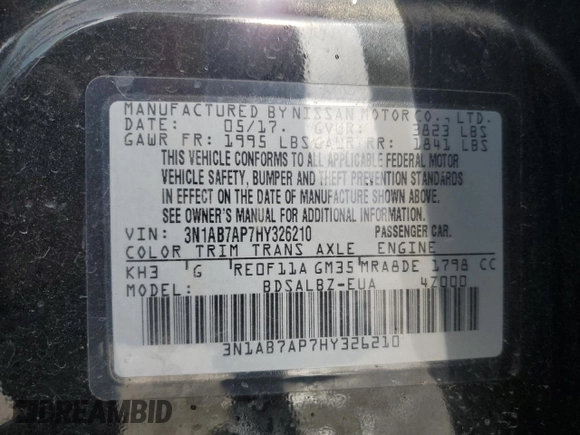 MANUFACTURED BY NISSAN MOTOR CO., LTD.
DATE: 05/17. GVWR: 3823 LBS
GAWR FR: 1995 LBS GAWR RR: 1841 LBS
THIS VEHICLE CONFORMS TO ALL APPLICABLE FEDERAL MOTOR
VEHICLE SAFETY, BUMPER AND THEFT PREVENTION STANDARDS
IN EFFECT ON THE DATE OF MANUFACTURE SHOWN ABOVE.
SEE OWNER'S MANUAL FOR ADDITIONAL INFORMATION.
VIN: 3N1AB7AP7HY326210 PASSENGER CAR.
COLOR TRIM TRANS AXLE ENGINE
KH3 G RE0F11A GM35 MRA8DE 1798 CC
BDSALBZ-EUA 4Z000
3N1AB7AP7HY326210
DREAMBID